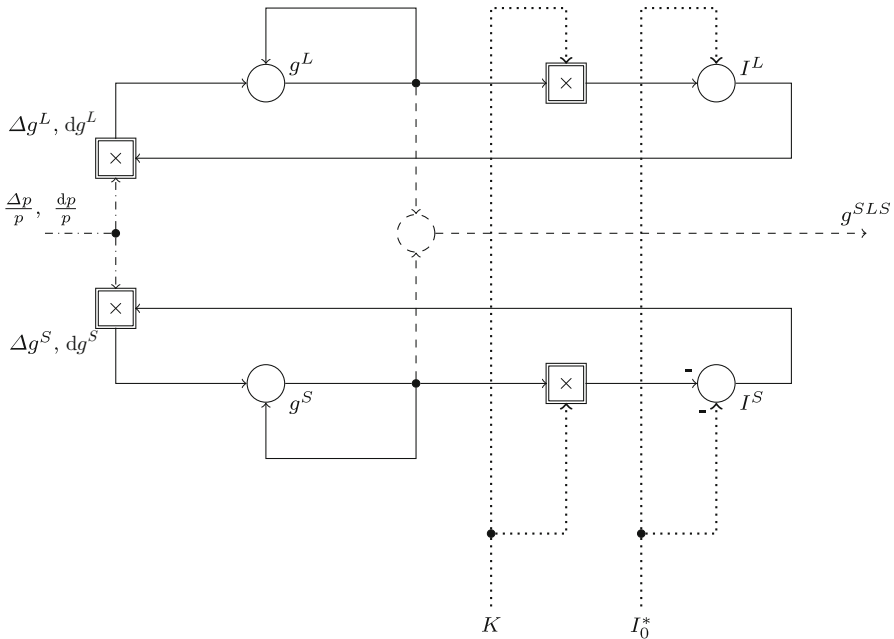 g^L
×
I^L
Δg^L, dg^L
×
Δp/p, dp/p
g^{SLS}
×
Δg^S, dg^S
g^S
×
-
-
I^S
K
I_0^*